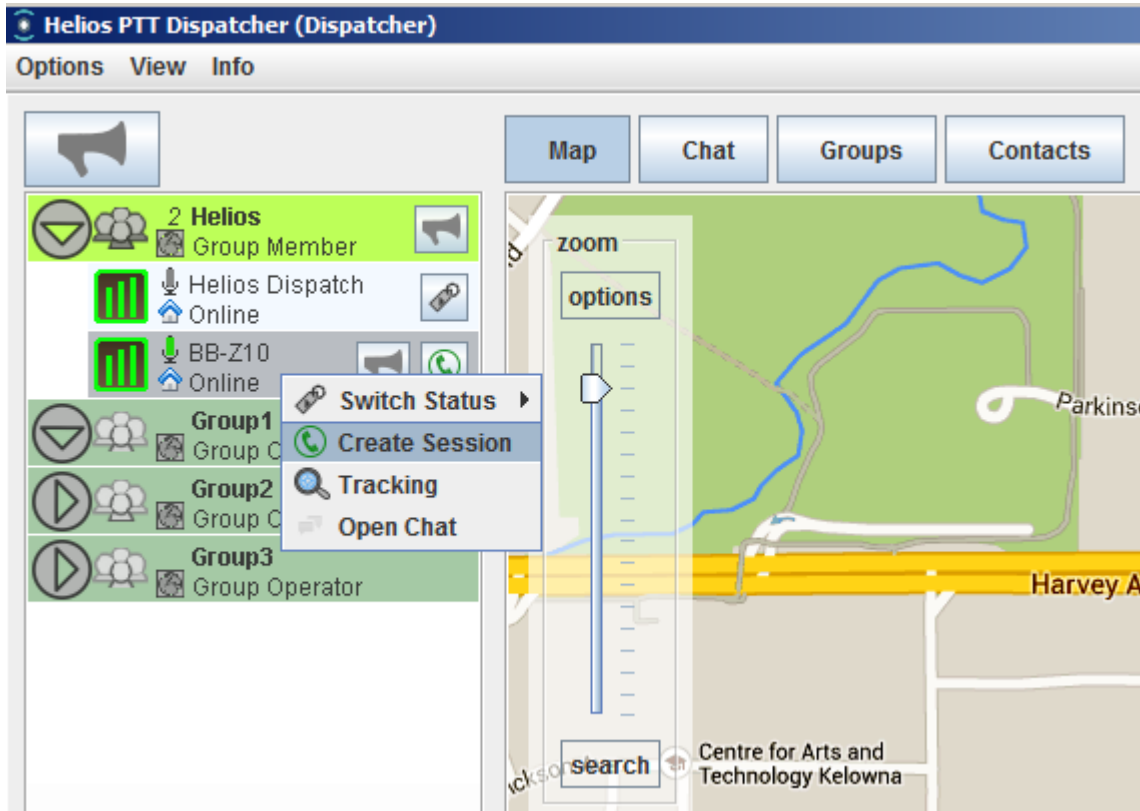 Helios PTT Dispatcher (Dispatcher)
Options View Info
Map Chat Groups Contacts
2 Helios
Group Member
Helios Dispatch
Online
BB-Z10
Online
Switch Status
Create Session
Tracking
Open Chat
Group1
Group
Group2
Group
Group3
Group Operator
zoom
options
search
Harvey
Centre for Arts and
Technology Kelowna